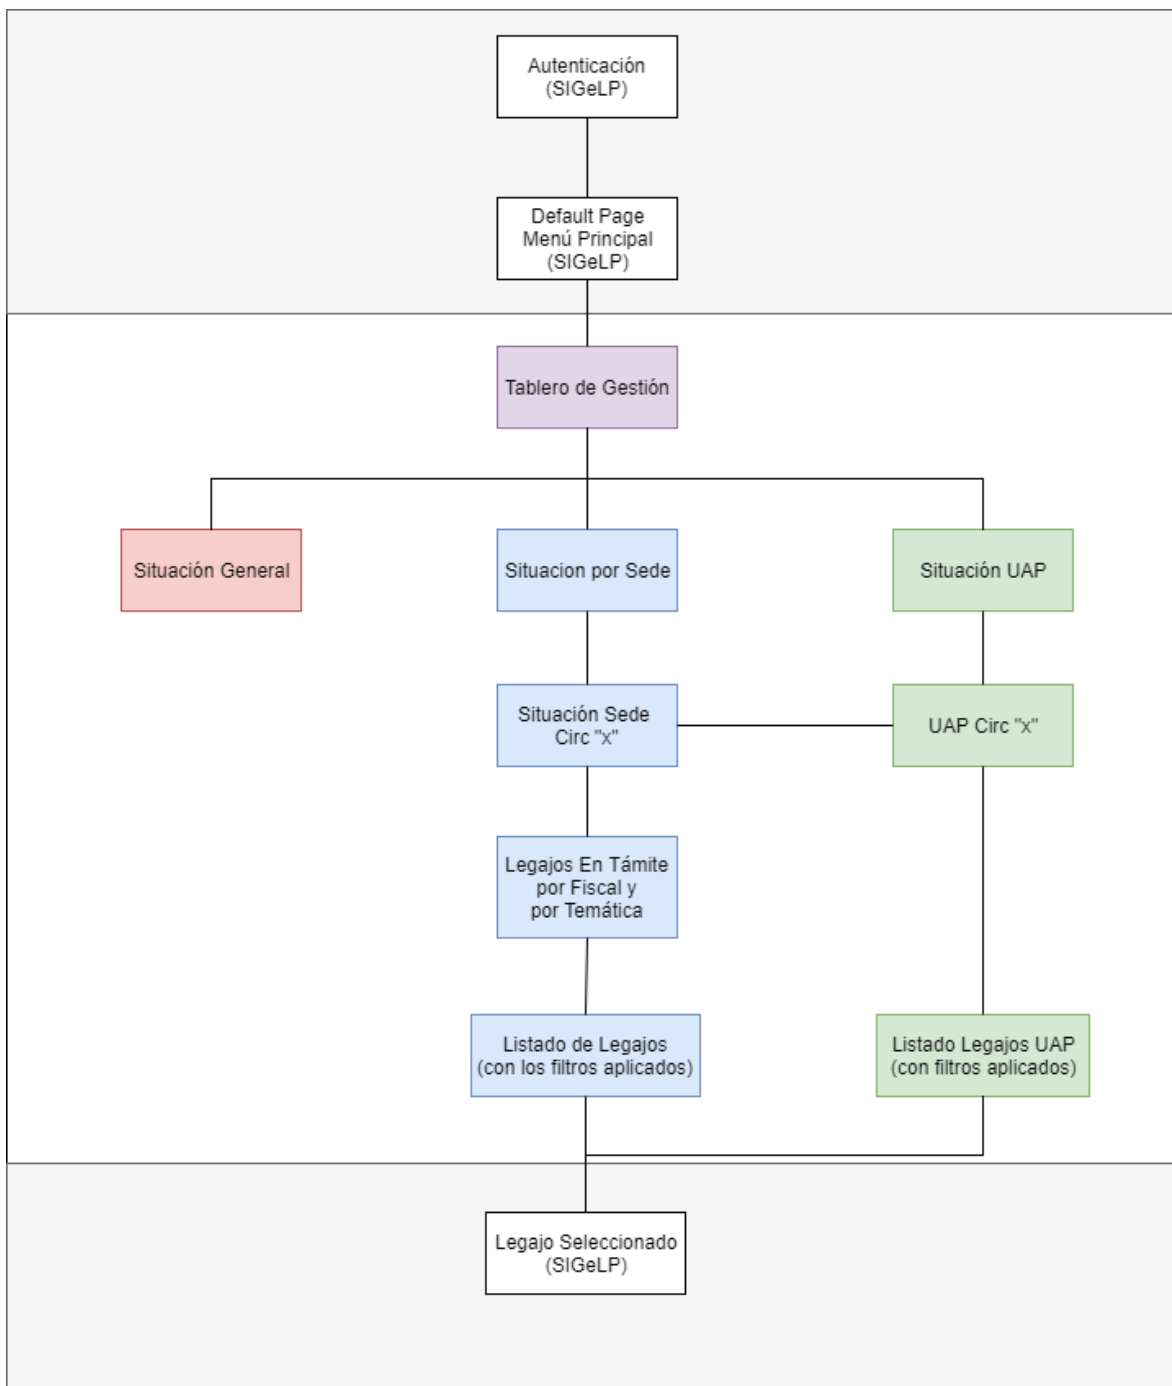 Autenticación
(SIGeLP)
Default Page
Menú Principal
(SIGeLP)
Tablero de Gestión
Situación General
Situacion por Sede
Situación UAP
Situación Sede
Circ "x"
UAP Circ "x"
Legajos En Támite
por Fiscal y
por Temática
Listado de Legajos
(con los filtros aplicados)
Listado Legajos UAP
(con filtros aplicados)
Legajo Seleccionado
(SIGeLP)